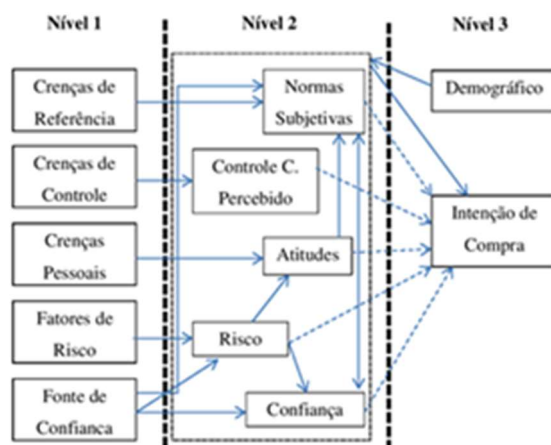 Nível 1
Nível 2
Nível 3
Crenças de
Referência
Crenças de
Controle
Crenças
Pessoais
Fatores de
Risco
Fonte de
Confiança
Normas
Subjetivas
Controle C.
Percebido
Atitudes
Risco
Confiança
Demográfico
Intenção de
Compra